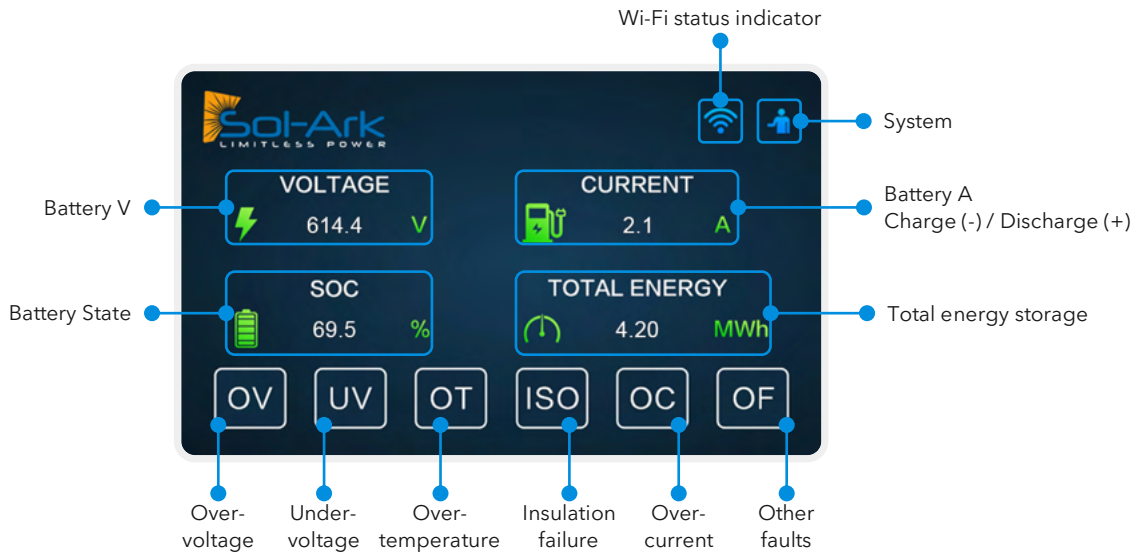 Wi-Fi status indicator
Sol-Ark
LIMITLESS POWER
System
VOLTAGE
614.4 V
CURRENT
2.1 A
Battery V
Battery A
Charge (-) / Discharge (+)
SOC
69.5 %
TOTAL ENERGY
4.20 MWh
Battery State
Total energy storage
OV UV OT ISO OC OF
Over-
voltage
Under-
voltage
Over-
temperature
Insulation
failure
Over-
current
Other
faults